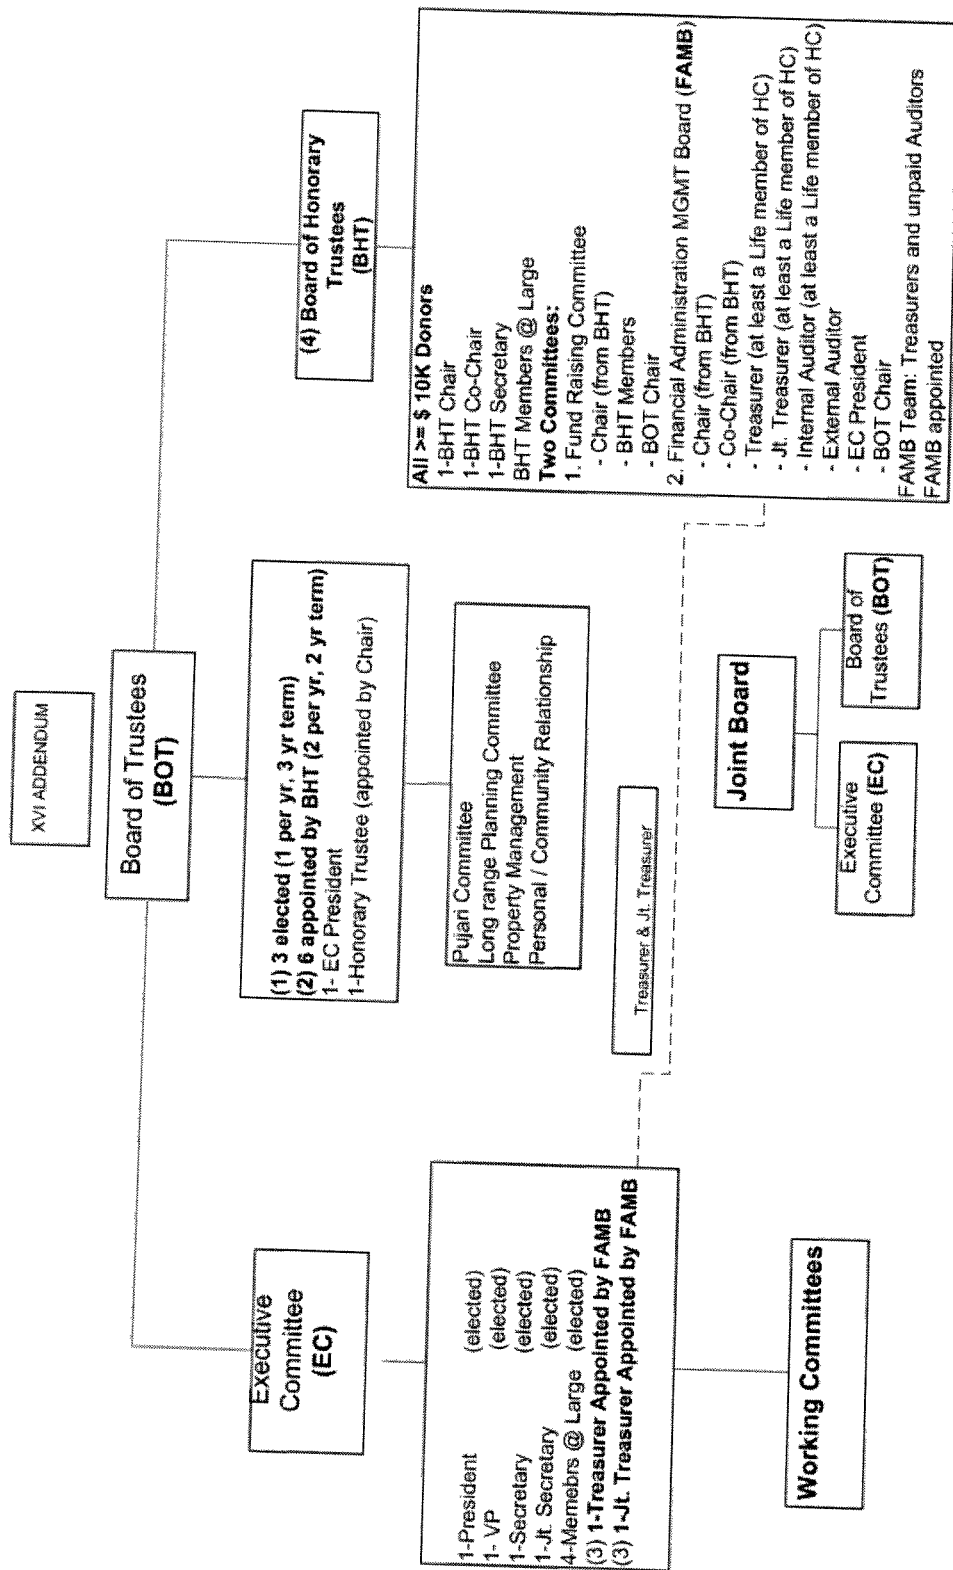 XVI ADDENDUM
Board of Trustees
(BOT)
Executive
Committee
(EC)
1-President (elected)
1- VP (elected)
1-Secretary (elected)
1-Jt. Secretary (elected)
4-Memebrs @ Large (elected)
(3) 1-Treasurer Appointed by FAMB
(3) 1-Jt. Treasurer Appointed by FAMB
Working Committees
(1) 3 elected (1 per yr, 3 yr term)
(2) 6 appointed by BHT (2 per yr, 2 yr term)
1- EC President
1-Honorary Trustee (appointed by Chair)
Pujari Committee
Long range Planning Committee
Property Management
Personal / Community Relationship
Treasurer & Jt. Treasurer
Joint Board
Executive
Committee (EC)
Board of
Trustees (BOT)
(4) Board of Honorary
Trustees
(BHT)
All >= $ 10K Donors
1-BHT Chair
1-BHT Co-Chair
1-BHT Secretary
BHT Members @ Large
Two Committees:
1. Fund Raising Committee
- Chair (from BHT)
- BHT Members
- BOT Chair
2. Financial Administration MGMT Board (FAMB)
- Chair (from BHT)
- Co-Chair (from BHT)
- Treasurer (at least a Life member of HC)
- Jt. Treasurer (at least a Life member of HC)
- Internal Auditor (at least a Life member of HC)
- External Auditor
- EC President
- BOT Chair
FAMB Team: Treasurers and unpaid Auditors
FAMB appointed